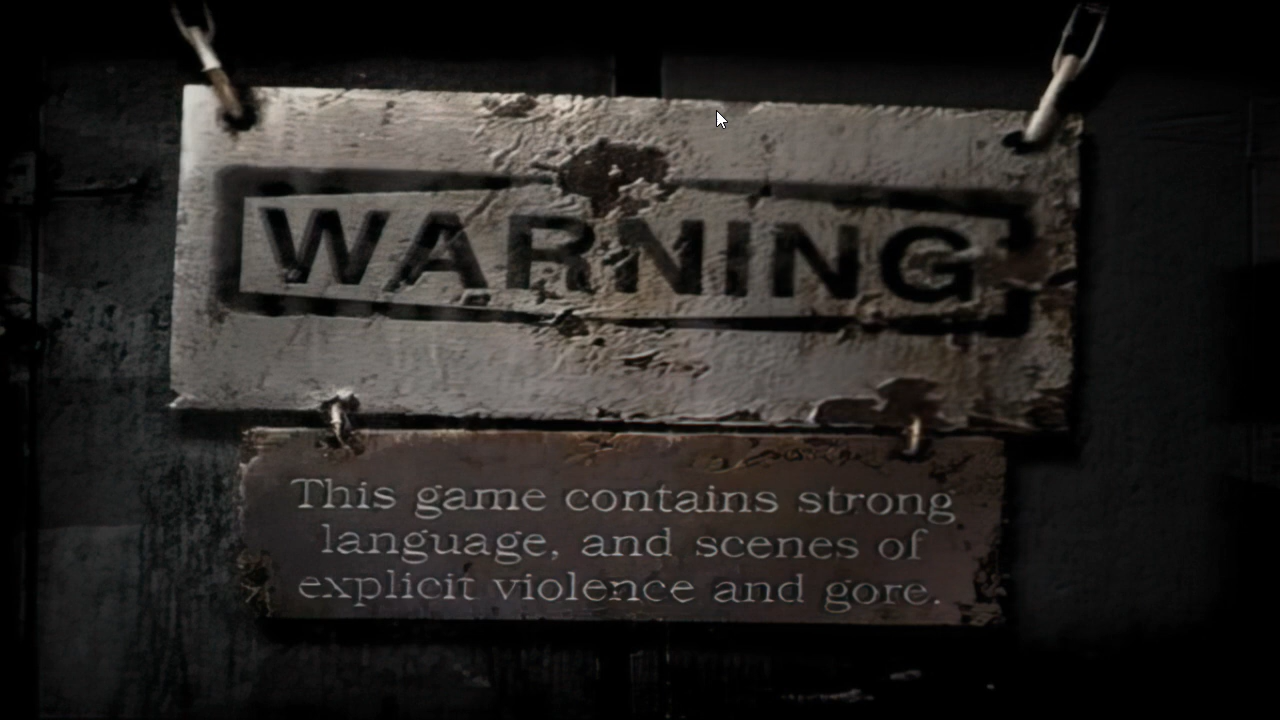 WARNING
This game contains strong
language, and scenes of
explicit violence and gore.